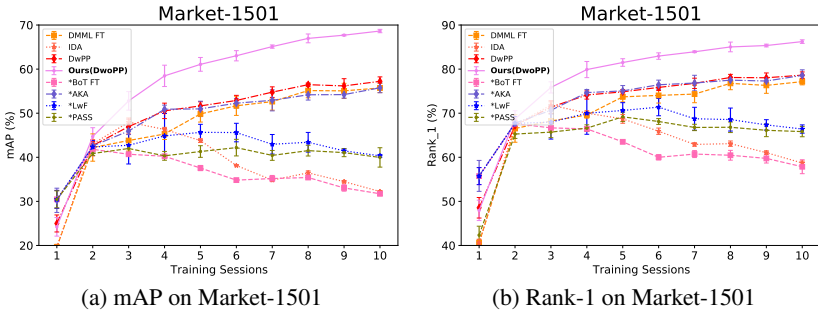 Market-1501
70
60
50
40
30
20
mAP (%)
DMML FT
IDA
DwPP
Ours(DwoPP)
*BoT FT
*AKA
*LwF
*PASS
1 2 3 4 5 6 7 8 9 10
Training Sessions
(a) mAP on Market-1501
Market-1501
90
80
70
60
50
40
Rank_1 (%)
DMML FT
IDA
DwPP
Ours(DwoPP)
*BoT FT
*AKA
*LwF
*PASS
1 2 3 4 5 6 7 8 9 10
Training Sessions
(b) Rank-1 on Market-1501